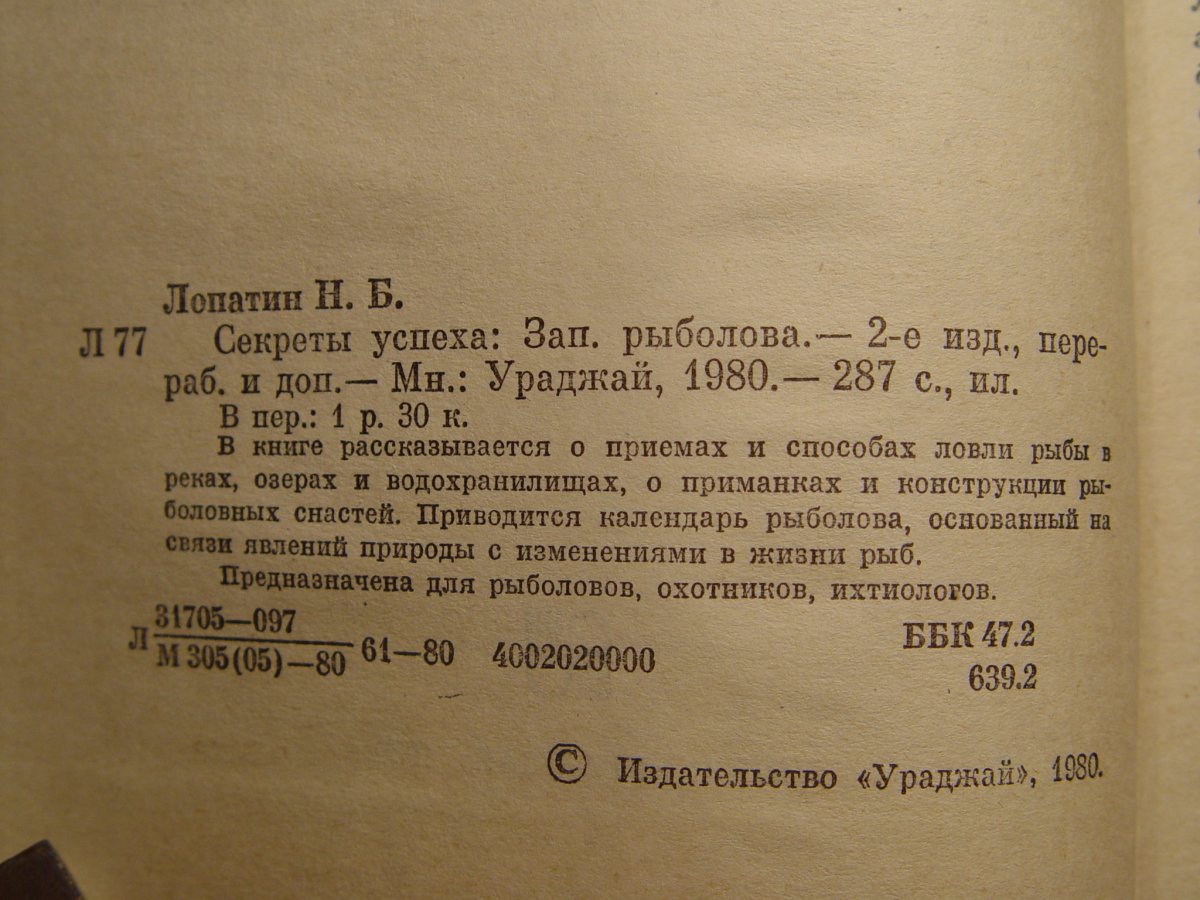 Лопатин Н. Б.
Л 77 Секреты успеха: Зап. рыболова.— 2-е изд., пере-
раб. и доп.— Мн.: Ураджай, 1980.— 287 с., ил.
В пер.: 1 р. 30 к.
В книге рассказывается о приемах и способах ловли рыбы в
реках, озерах и водохранилищах, о приманках и конструкции ры-
боловных снастей. Приводится календарь рыболова, основанный на
связи явлений природы с изменениями в жизни рыб.
Предназначена для рыболовов, охотников, ихтиологов.
Л 31705—097
М 305(05)—80 61—80 4002020000
ББК 47.2
639.2
© Издательство «Ураджай», 1980.